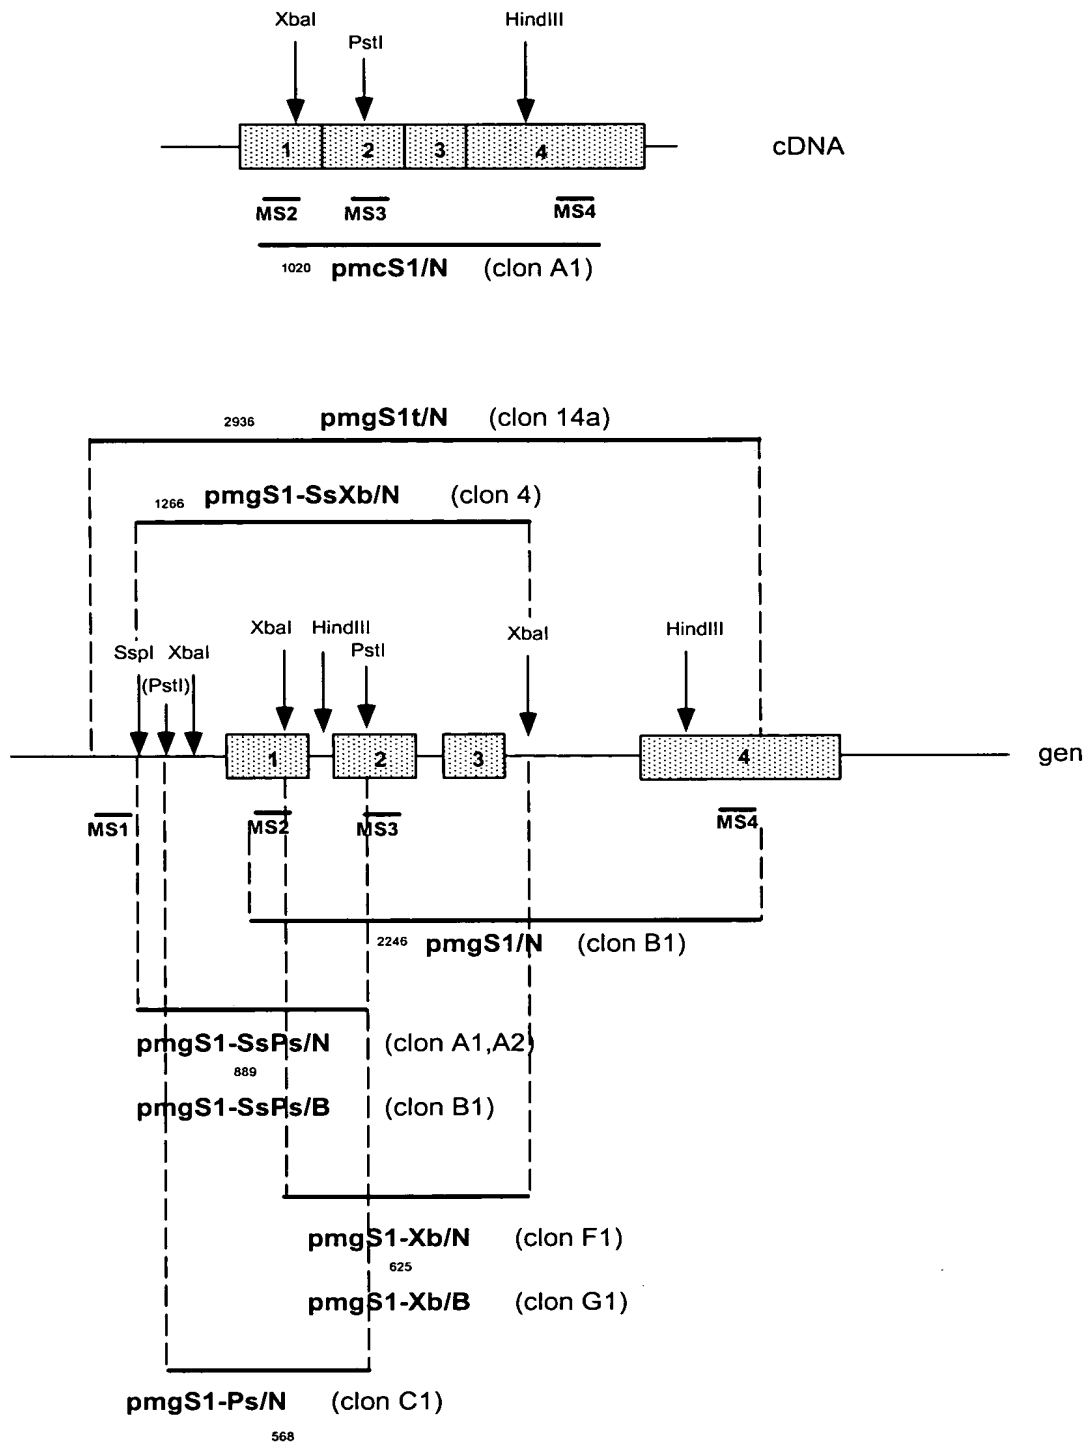 XbaI
HindIII
PstI
1 2 3 4
cDNA
MS2 MS3 MS4
1020 pmcS1/N (clon A1)
2936 pmgS1t/N (clon 14a)
1266 pmgS1-SsXb/N (clon 4)
XbaI HindIII XbaI HindIII
SspI XbaI PstI
(PstI)
1 2 3 4
gen
MS1 MS2 MS3 MS4
2246 pmgS1/N (clon B1)
pmgS1-SsPs/N (clon A1,A2)
889
pmgS1-SsPs/B (clon B1)
pmgS1-Xb/N (clon F1)
625
pmgS1-Xb/B (clon G1)
pmgS1-Ps/N (clon C1)
568